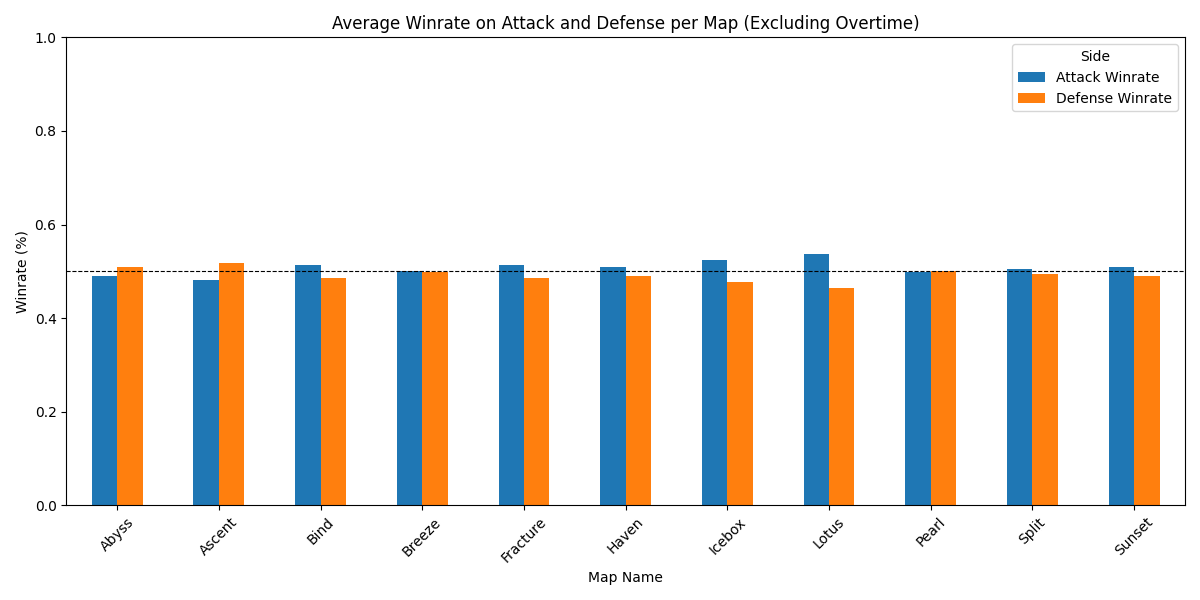 Average Winrate on Attack and Defense per Map (Excluding Overtime)
Side
Attack Winrate
Defense Winrate
Winrate (%)
1.0
0.8
0.6
0.4
0.2
0.0
Abyss
Ascent
Bind
Breeze
Fracture
Haven
Icebox
Lotus
Pearl
Split
Sunset
Map Name